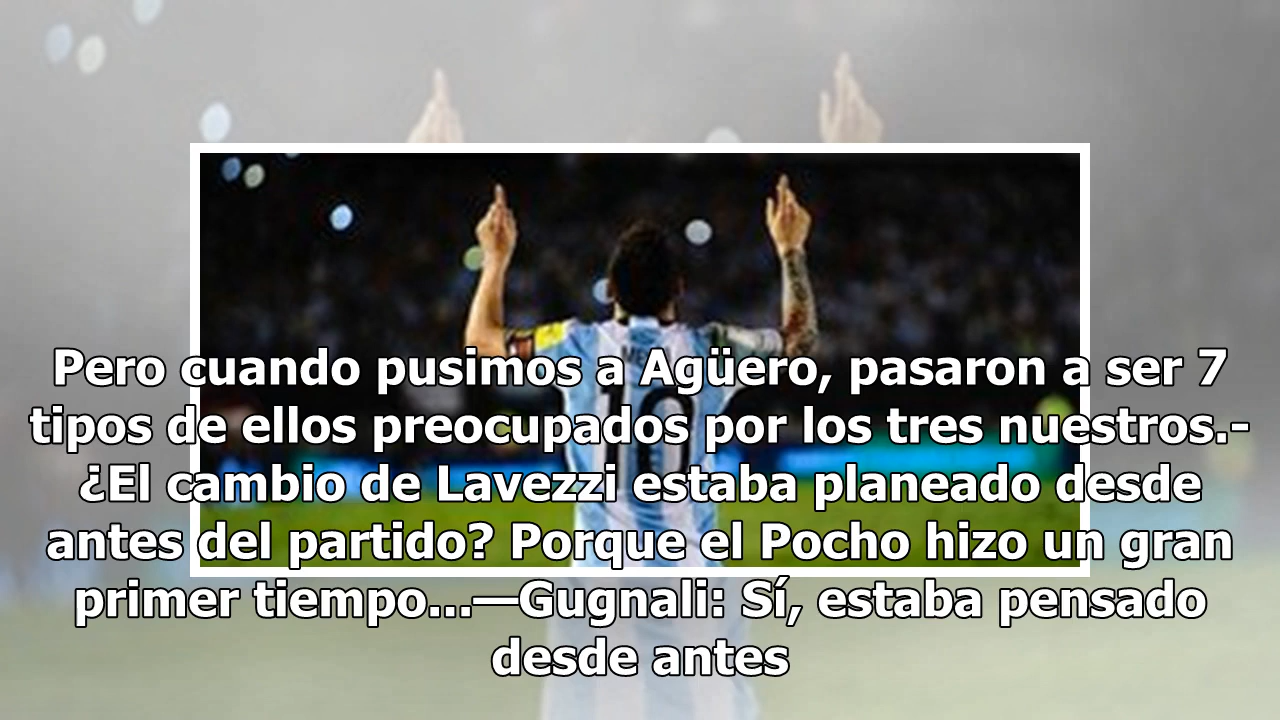 Pero cuando pusimos a Agüero, pasaron a ser 7
tipos de ellos preocupados por los tres nuestros.-
¿El cambio de Lavezzi estaba planeado desde
antes del partido? Porque el Pocho hizo un gran
primer tiempo...—Gugnali: Sí, estaba pensado
desde antes
10